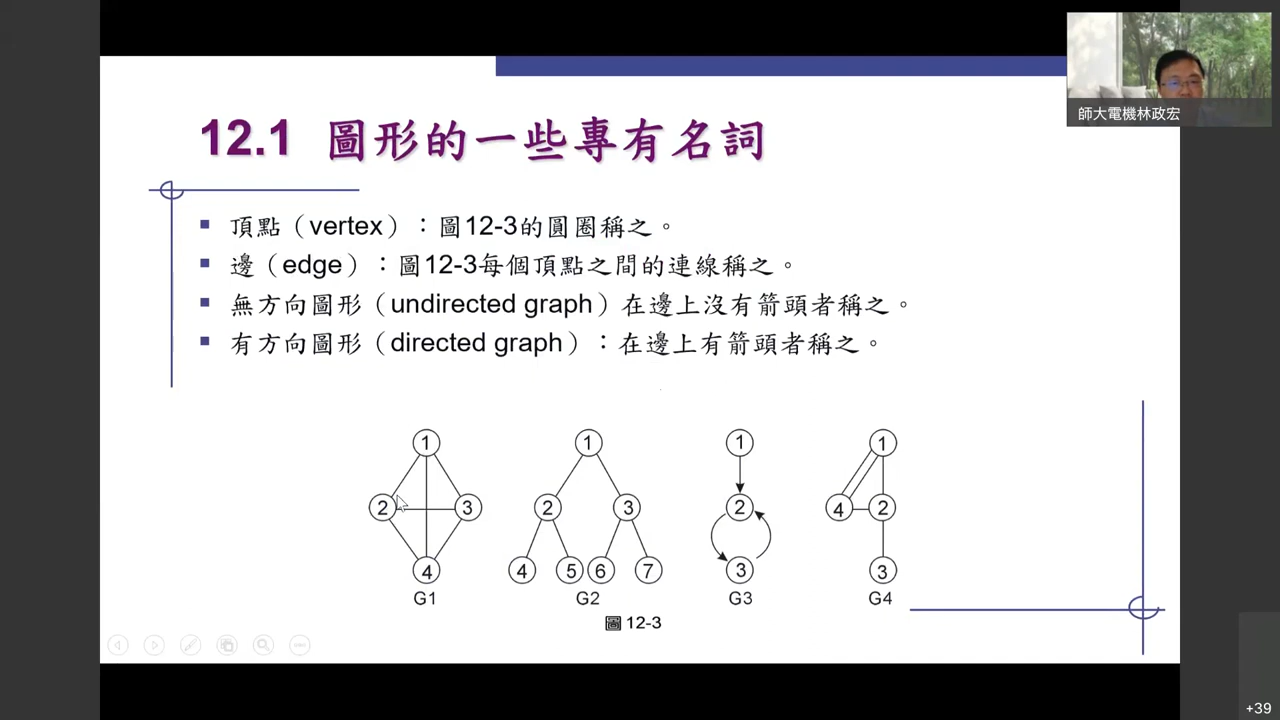 師大電機林政宏
12.1 圖形的一些專有名詞
頂點（vertex）：圖12-3的圓圈稱之。
邊（edge）：圖12-3每個頂點之間的連線稱之。
無方向圖形（undirected graph）在邊上沒有箭頭者稱之。
有方向圖形（directed graph）：在邊上有箭頭者稱之。
1 1 1 1
2 3 2 3 2 4 2
4 4 5 6 7 3 3
G1 G2 G3 G4
圖 12-3
+39